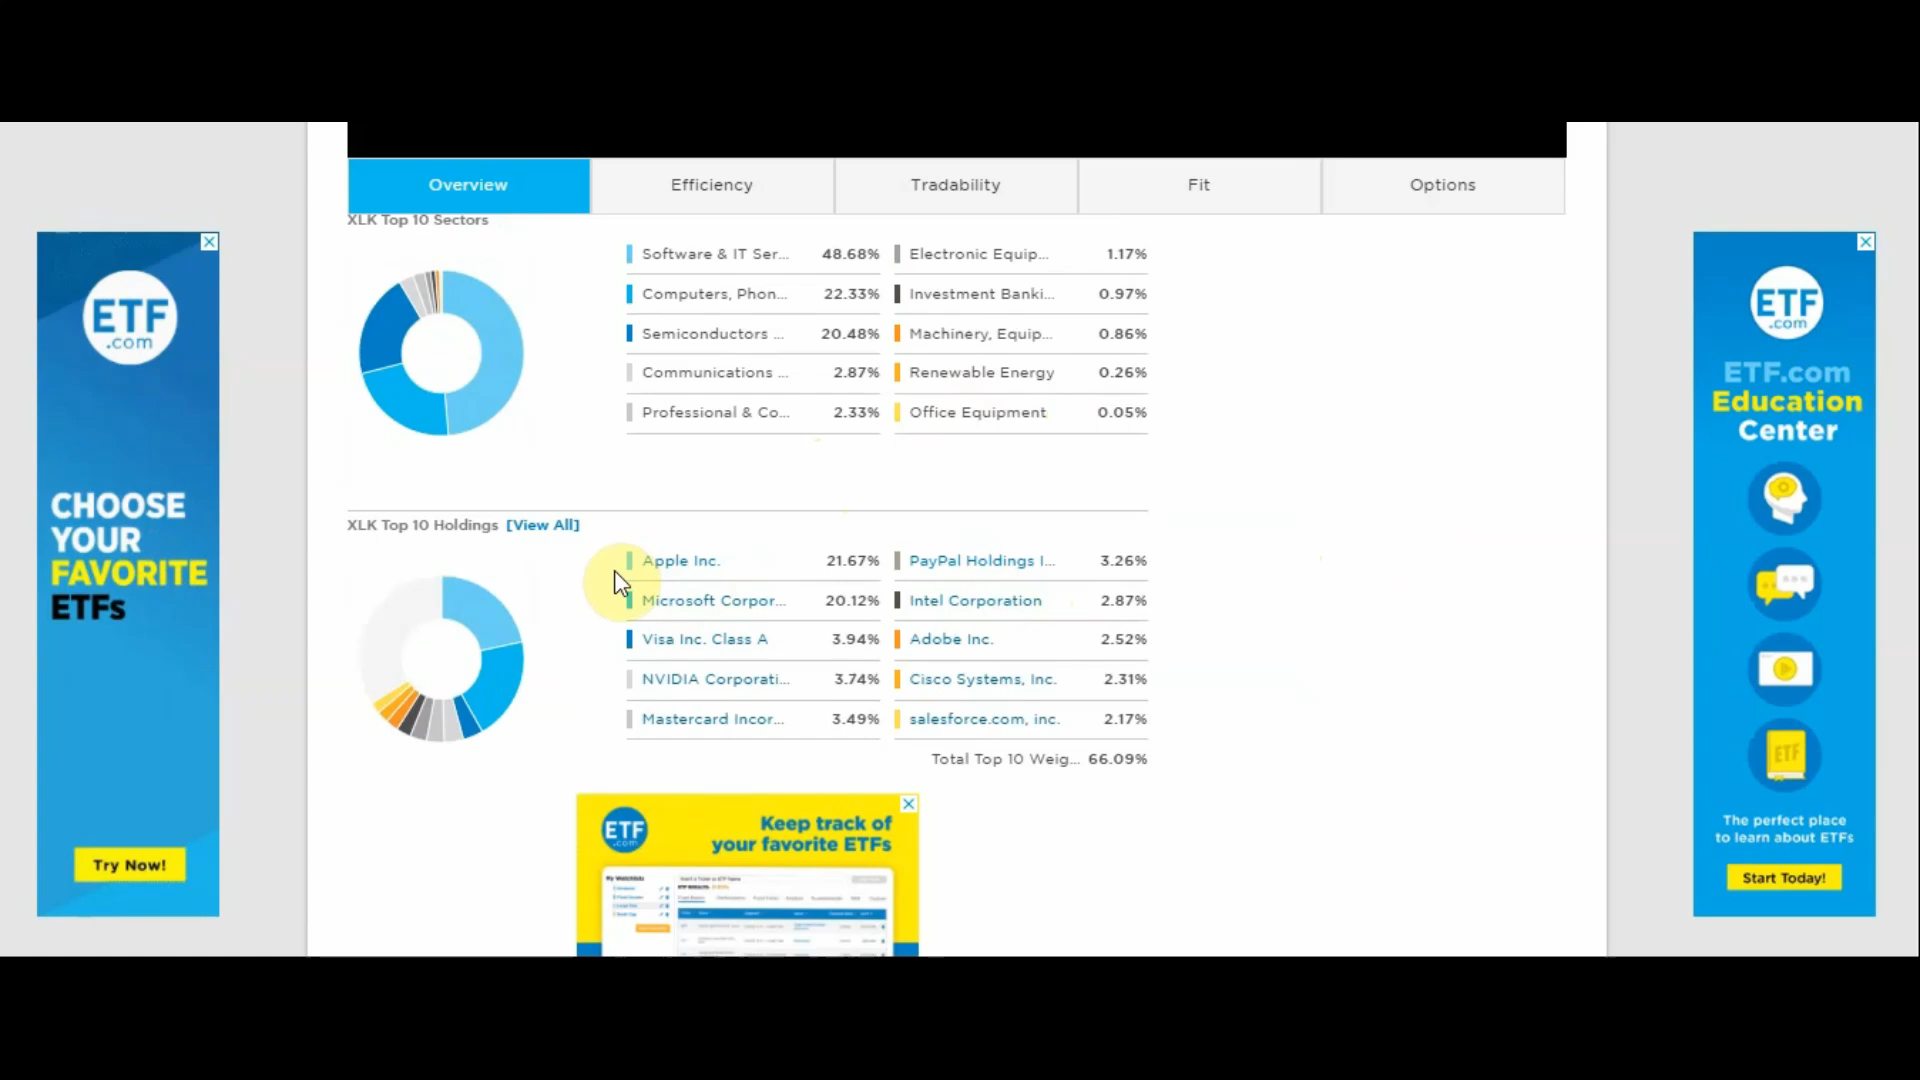 Overview
Efficiency
Tradability
Fit
Options
XLK Top 10 Sectors
Software & IT Ser... 48.68%
Electronic Equip... 1.17%
Computers, Phon... 22.33%
Investment Banki... 0.97%
Semiconductors ... 20.48%
Machinery, Equip... 0.86%
Communications ... 2.87%
Renewable Energy 0.26%
Professional & Co... 2.33%
Office Equipment 0.05%
XLK Top 10 Holdings [View All]
Apple Inc. 21.67%
PayPal Holdings I... 3.26%
Microsoft Corpor... 20.12%
Intel Corporation 2.87%
Visa Inc. Class A 3.94%
Adobe Inc. 2.52%
NVIDIA Corporati... 3.74%
Cisco Systems, Inc. 2.31%
Mastercard Incor... 3.49%
salesforce.com, inc. 2.17%
Total Top 10 Weig... 66.09%
ETF
.com
CHOOSE
YOUR
FAVORITE
ETFs
Try Now!
ETF
.com
Keep track of
your favorite ETFs
My Watchlists
ETF
.com
ETF.com
Education
Center
ETF
The perfect place
to learn about ETFs
Start Today!